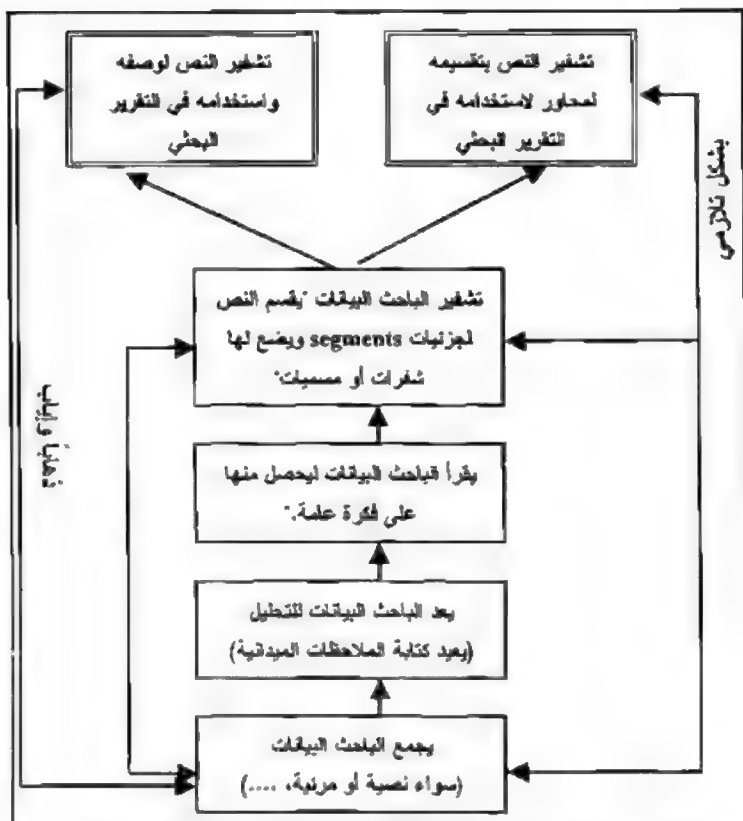 تشفير النص بتقسيمه
لمحاور لاستخدامه في
التقرير البحثي
تشفير النص لوصفه
واستخدامه في التقرير
البحثي
بشكل تلازمي
ذهاباً وإياب
تشفير الباحث البيانات "يقسم النص
لجزئيات segments ويضع لها
شفرات أو مسميات"
يقرأ الباحث البيانات ليحصل منها
على فكرة عامة."
يعد الباحث البيانات للتحليل
(يعيد كتابة الملاحظات الميدانية)
يجمع الباحث البيانات
(سواء نصية أو مرئية، ....)